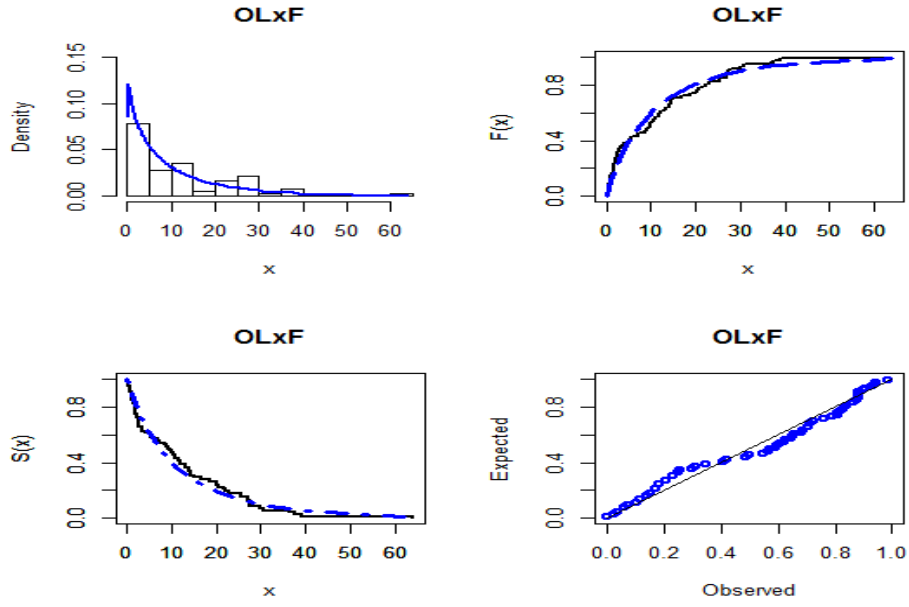 OLxF
Density
0.00 0.05 0.10 0.15
0 10 20 30 40 50 60
x
OLxF
F(x)
0.0 0.4 0.8
0 10 20 30 40 50 60
x
OLxF
S(x)
0.0 0.4 0.8
0 10 20 30 40 50 60
x
OLxF
Expected
0.0 0.4 0.8
0.0 0.2 0.4 0.6 0.8 1.0
Observed